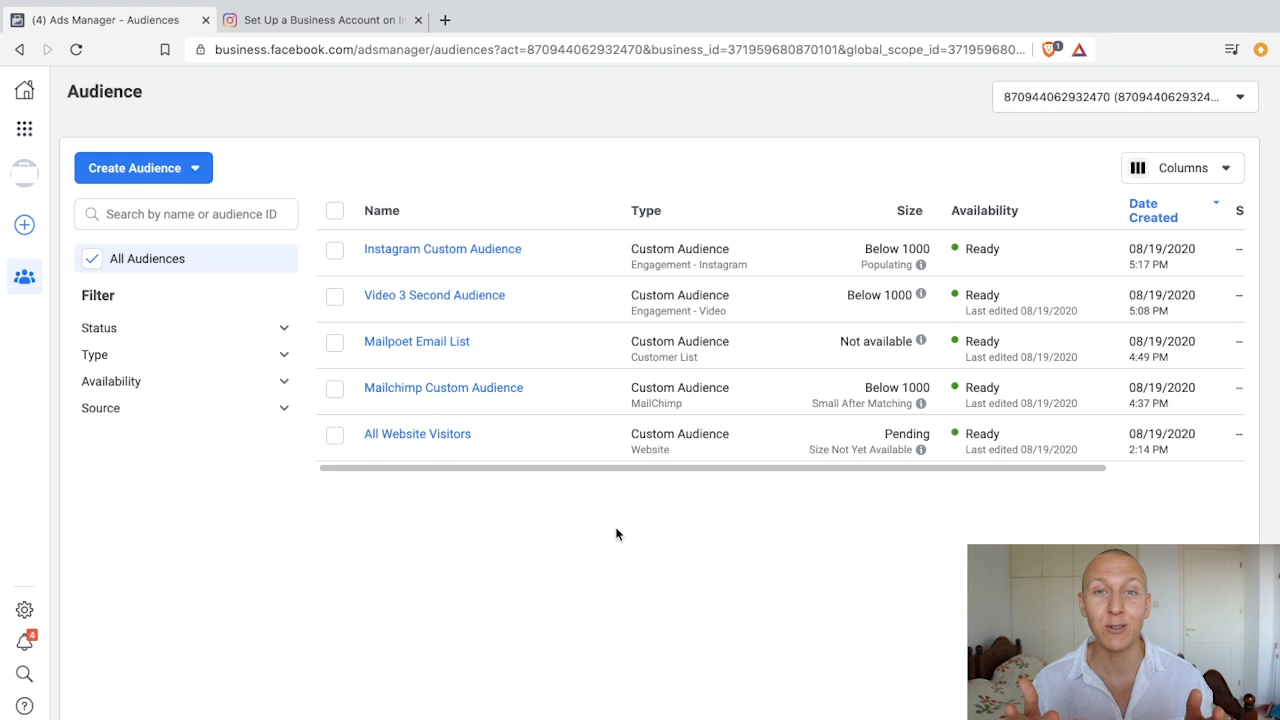 (4) Ads Manager - Audiences
Set Up a Business Account on In
business.facebook.com/adsmanager/audiences?act=870944062932470&business_id=371959680870101&global_scope_id=371959680...
1
Audience
870944062932470 (8709440629324...
Create Audience
Columns
Search by name or audience ID
All Audiences
Filter
Status
Type
Availability
Source
Name Type Size Availability Date Created S
Instagram Custom Audience Custom Audience Below 1000 Ready 08/19/2020 --
Engagement - Instagram Populating 5:17 PM
Video 3 Second Audience Custom Audience Below 1000 Ready 08/19/2020 --
Engagement - Video Last edited 08/19/2020 5:08 PM
Mailpoet Email List Custom Audience Not available Ready 08/19/2020 --
Customer List Last edited 08/19/2020 4:49 PM
Mailchimp Custom Audience Custom Audience Below 1000 Ready 08/19/2020 --
MailChimp Small After Matching Last edited 08/19/2020 4:37 PM
All Website Visitors Custom Audience Pending Ready 08/19/2020 --
Website Size Not Yet Available Last edited 08/19/2020 2:14 PM
4